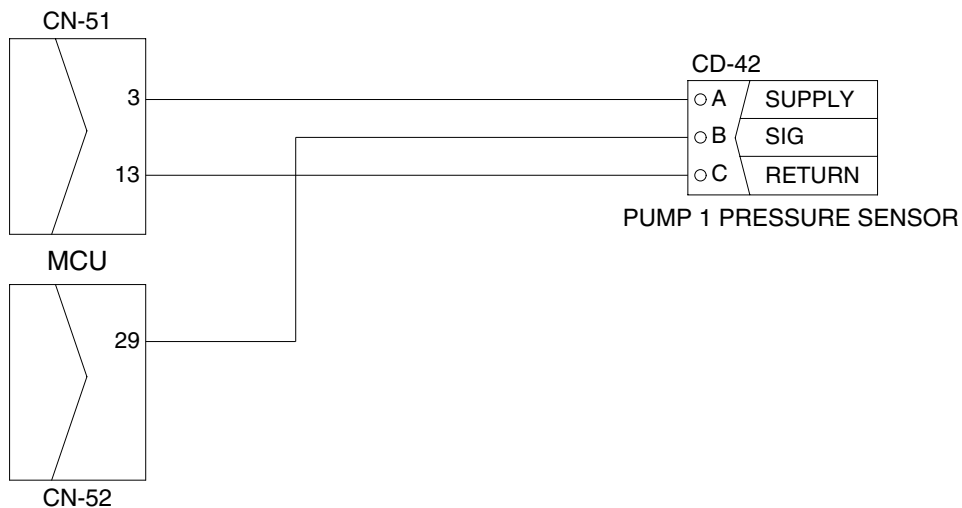 CN-51
3
13
MCU
29
CN-52
CD-42
A SUPPLY
B SIG
C RETURN
PUMP 1 PRESSURE SENSOR